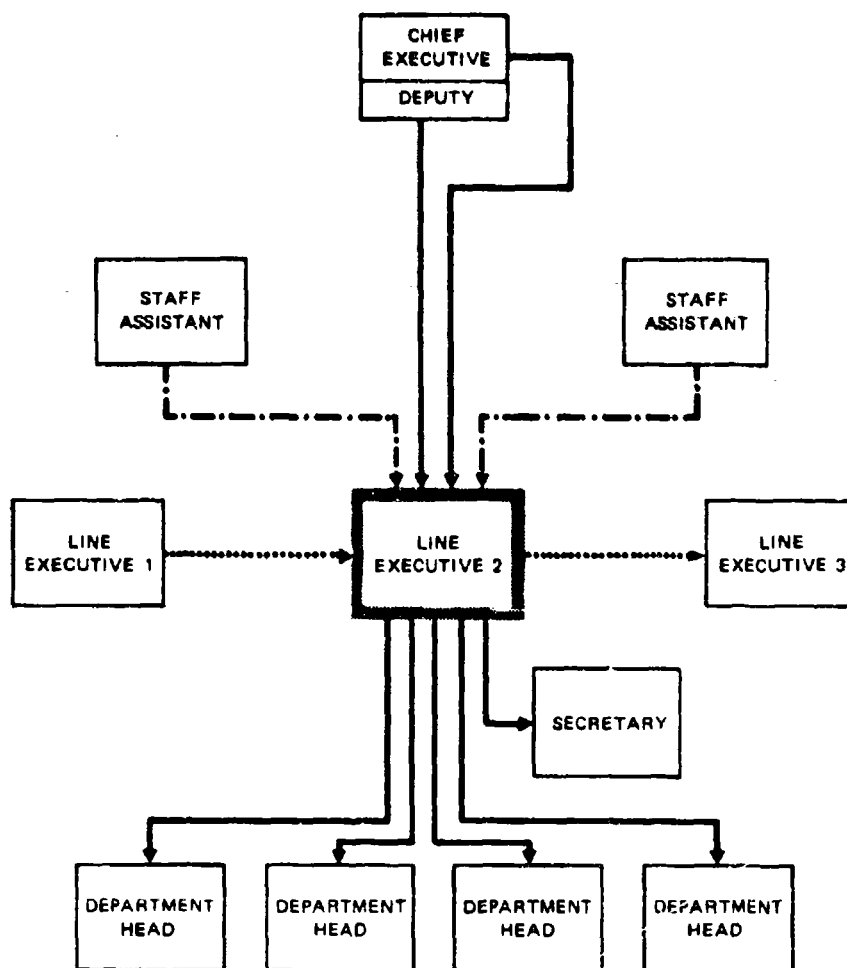 CHIEF
EXECUTIVE
DEPUTY
STAFF
ASSISTANT
STAFF
ASSISTANT
LINE
EXECUTIVE 1
LINE
EXECUTIVE 2
LINE
EXECUTIVE 3
SECRETARY
DEPARTMENT
HEAD
DEPARTMENT
HEAD
DEPARTMENT
HEAD
DEPARTMENT
HEAD